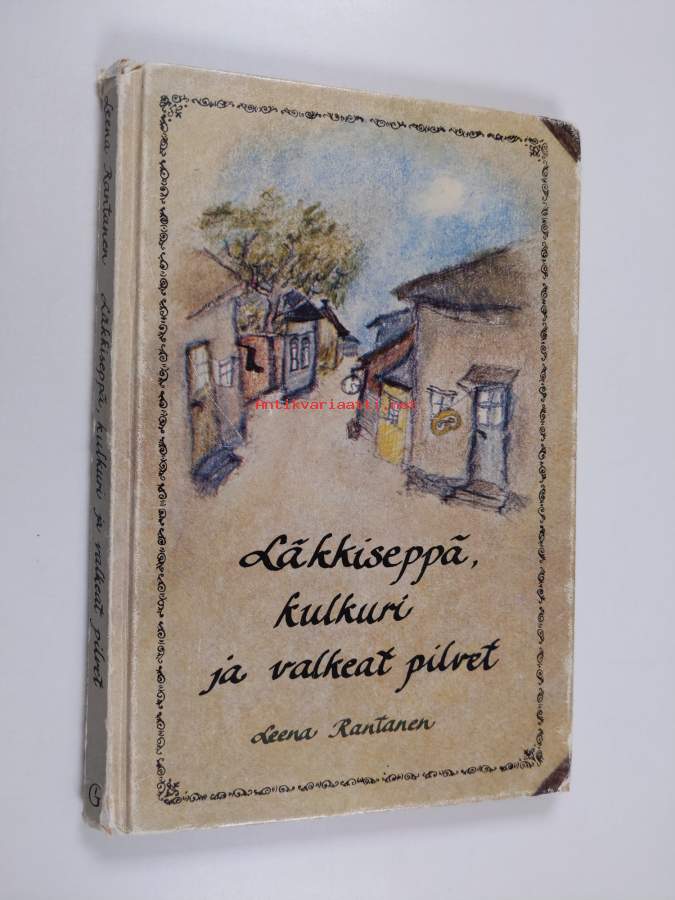 Leena Rantanen Läkkiseppä, kulkuri ja valkeat pilvet
G
Antikvariaatti.net
Läkkiseppä,
kulkuri
ja valkeat pilvet
Leena Rantanen